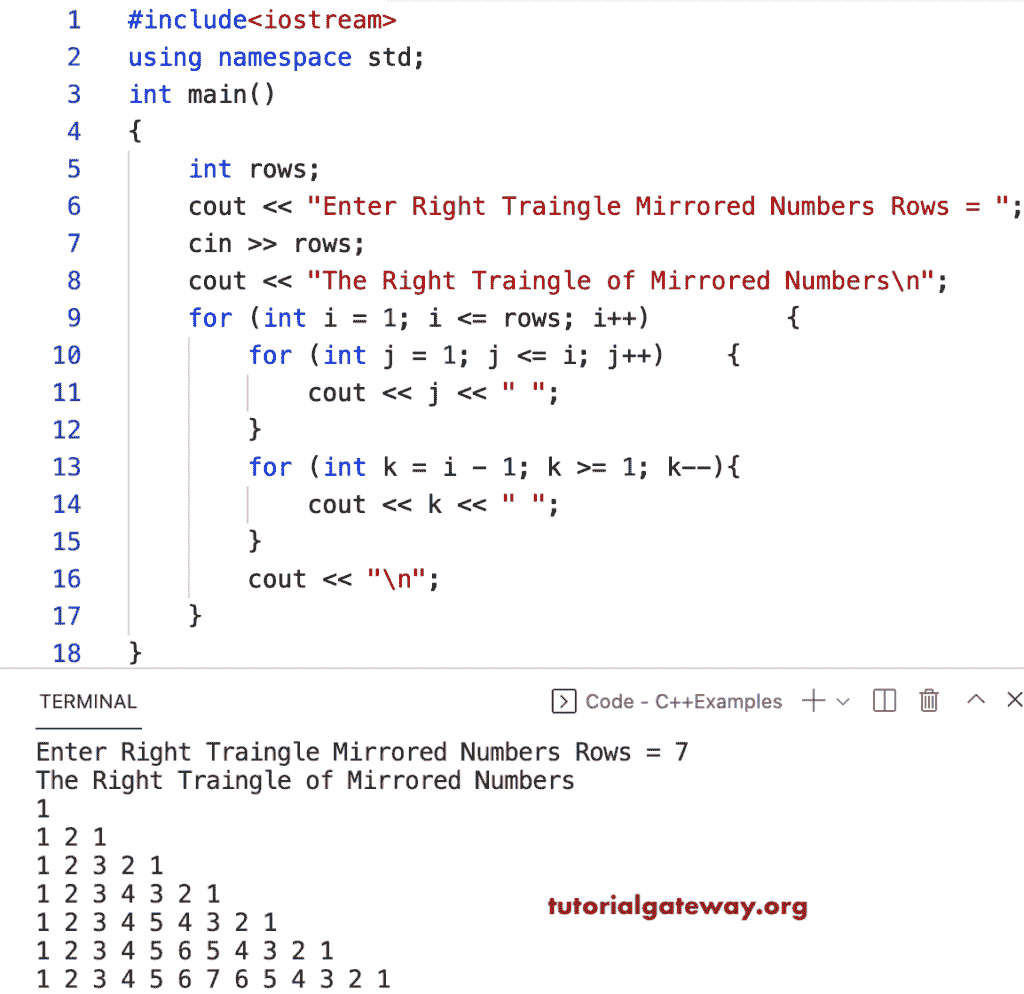 1 #include<iostream>
2 using namespace std;
3 int main()
4 {
5     int rows;
6     cout << "Enter Right Traingle Mirrored Numbers Rows = ";
7     cin >> rows;
8     cout << "The Right Traingle of Mirrored Numbers\n";
9     for (int i = 1; i <= rows; i++)         {
10         for (int j = 1; j <= i; j++)    {
11             cout << j << " ";
12         }
13         for (int k = i - 1; k >= 1; k--){
14             cout << k << " ";
15         }
16         cout << "\n";
17     }
18 }
TERMINAL Code - C++Examples
Enter Right Traingle Mirrored Numbers Rows = 7
The Right Traingle of Mirrored Numbers
1
1 2 1
1 2 3 2 1
1 2 3 4 3 2 1
1 2 3 4 5 4 3 2 1
1 2 3 4 5 6 5 4 3 2 1
1 2 3 4 5 6 7 6 5 4 3 2 1
tutorialgateway.org